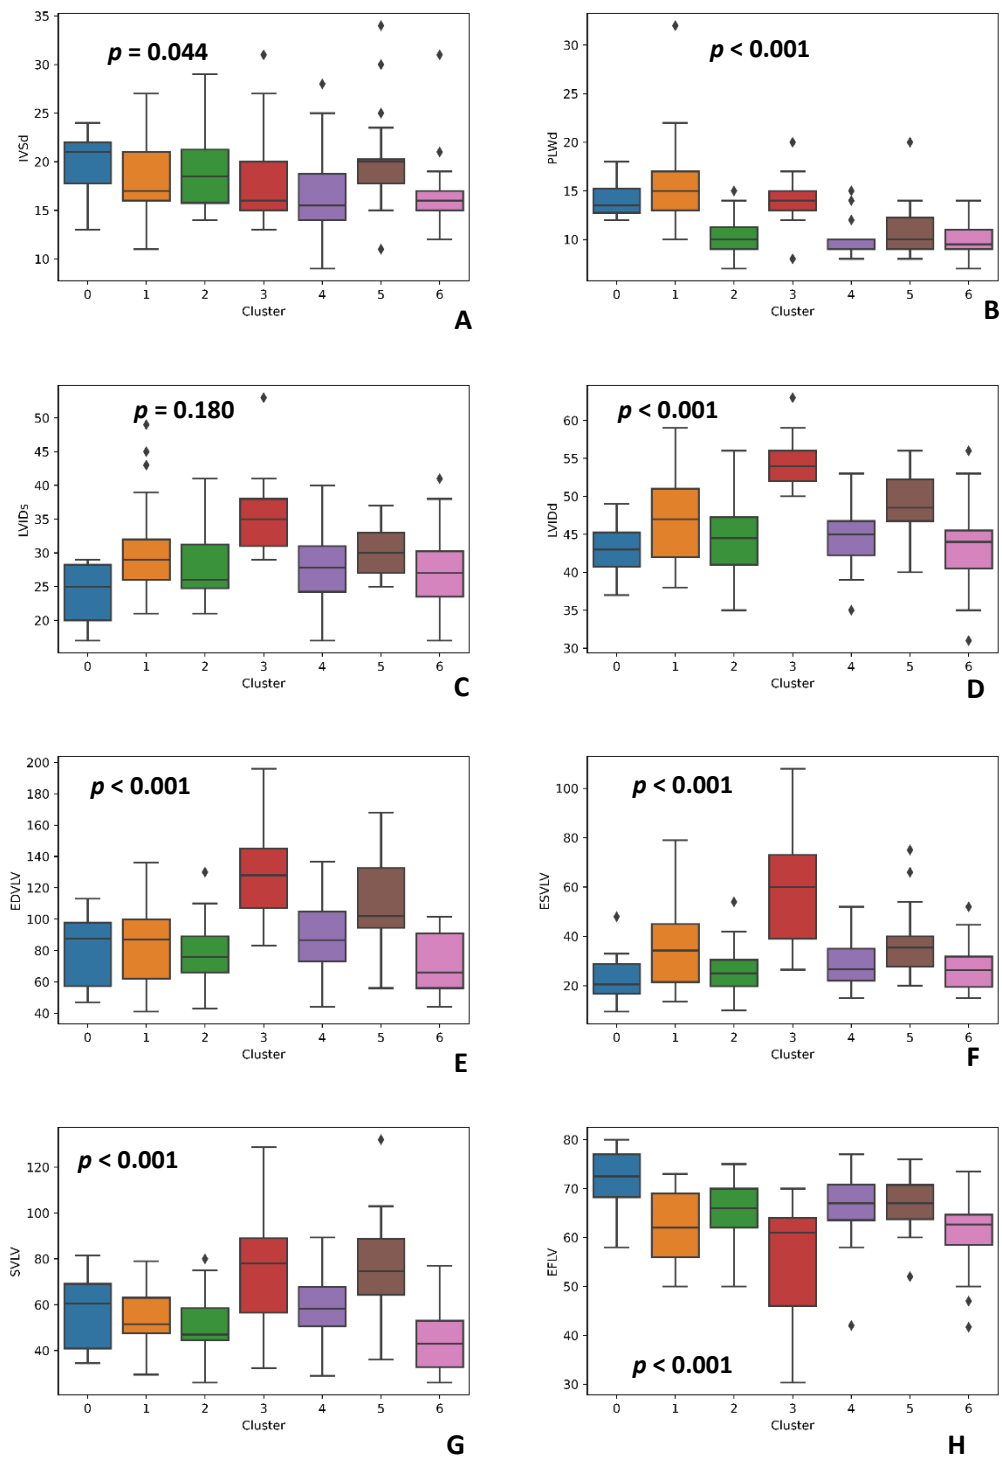 p = 0.044
35
30
25
20
15
10
IVSd
0 1 2 3 4 5 6
Cluster
A
p < 0.001
30
25
20
15
10
PLWd
0 1 2 3 4 5 6
Cluster
B
p = 0.180
50
45
40
35
30
25
20
LVIDs
0 1 2 3 4 5 6
Cluster
C
p < 0.001
60
55
50
45
40
35
30
LVIDd
0 1 2 3 4 5 6
Cluster
D
p < 0.001
200
180
160
140
120
100
80
60
40
EDVLV
0 1 2 3 4 5 6
Cluster
E
p < 0.001
100
80
60
40
20
ESVLV
0 1 2 3 4 5 6
Cluster
F
p < 0.001
120
100
80
60
40
SVLV
0 1 2 3 4 5 6
Cluster
G
80
70
60
50
40
30
EFLV
p < 0.001
0 1 2 3 4 5 6
Cluster
H